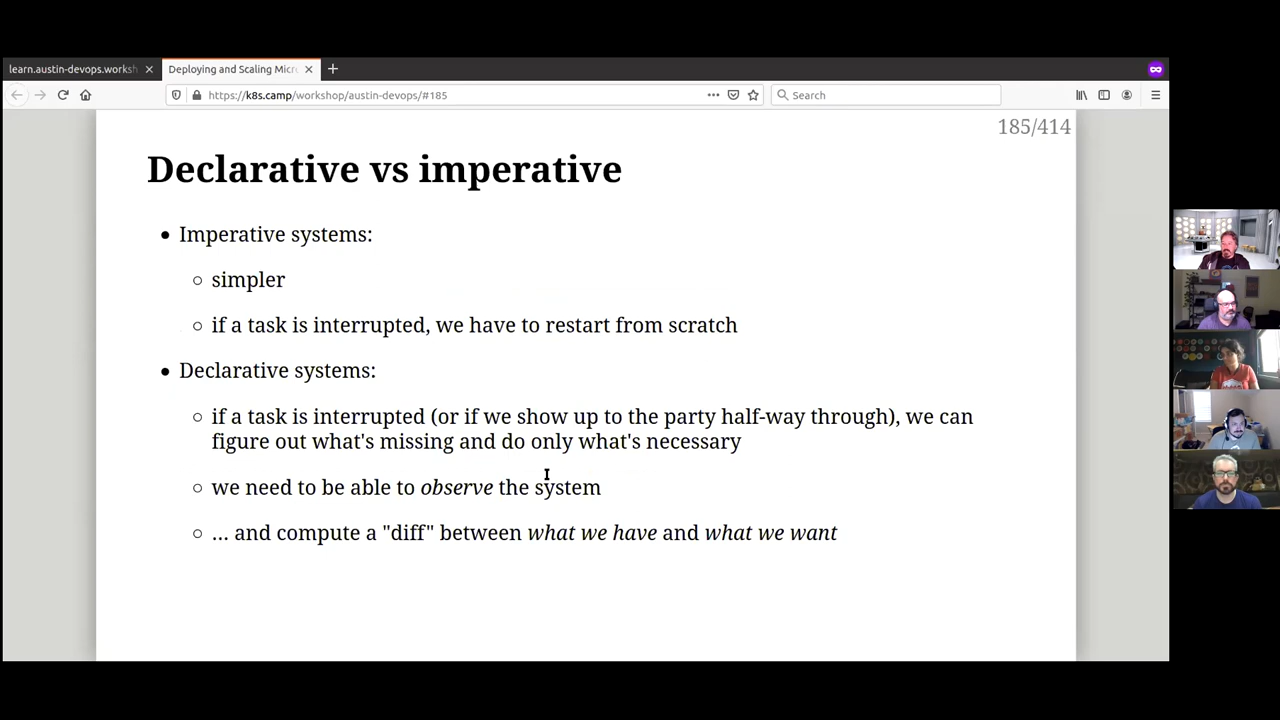 learn.austin-devops.worksh
Deploying and Scaling Micr
https://k8s.camp/workshop/austin-devops/#185
Search
185/414
Declarative vs imperative
Imperative systems:
simpler
if a task is interrupted, we have to restart from scratch
Declarative systems:
if a task is interrupted (or if we show up to the party half-way through), we can
figure out what's missing and do only what's necessary
we need to be able to observe the system
... and compute a "diff" between what we have and what we want